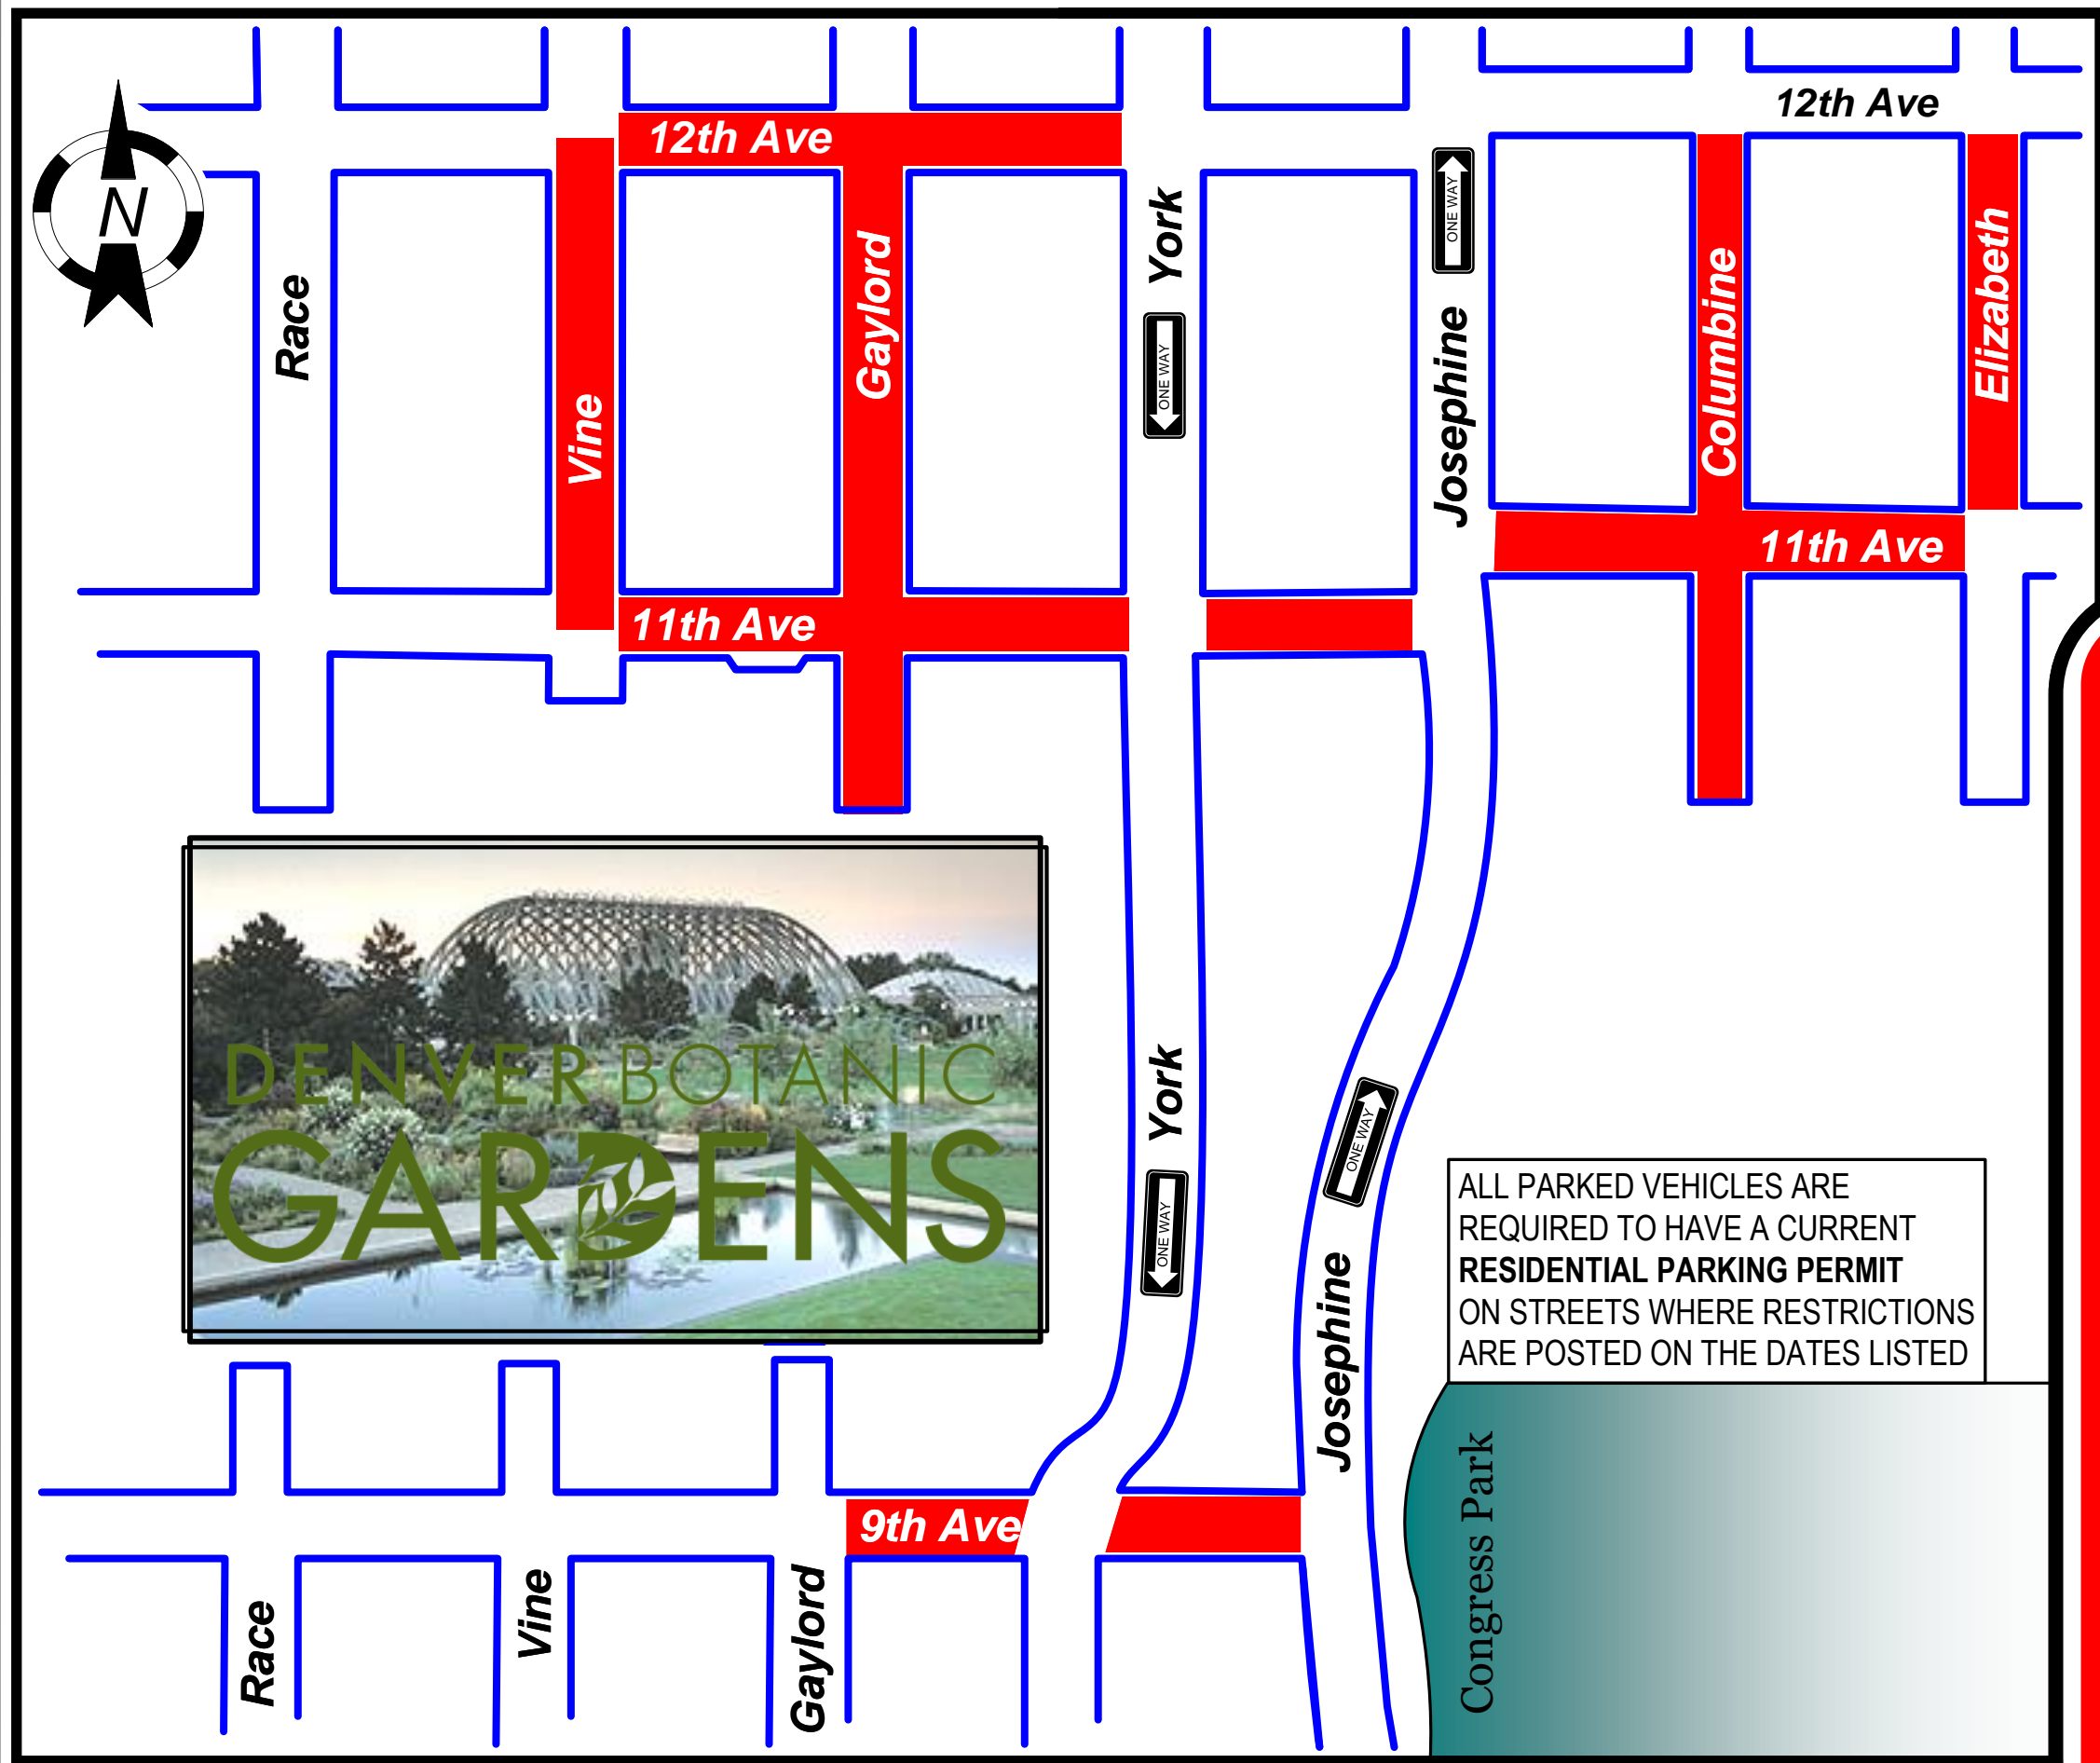 12th Ave
12th Ave
N
Race
Vine
Gaylord
York
ONE WAY
ONE WAY
Josephine
Columbine
Elizabeth
11th Ave
11th Ave
DENVER BOTANIC
GARDENS
York
ONE WAY
ONE WAY
Josephine
ALL PARKED VEHICLES ARE
REQUIRED TO HAVE A CURRENT
RESIDENTIAL PARKING PERMIT
ON STREETS WHERE RESTRICTIONS
ARE POSTED ON THE DATES LISTED
Congress Park
9th Ave
Race
Vine
Gaylord